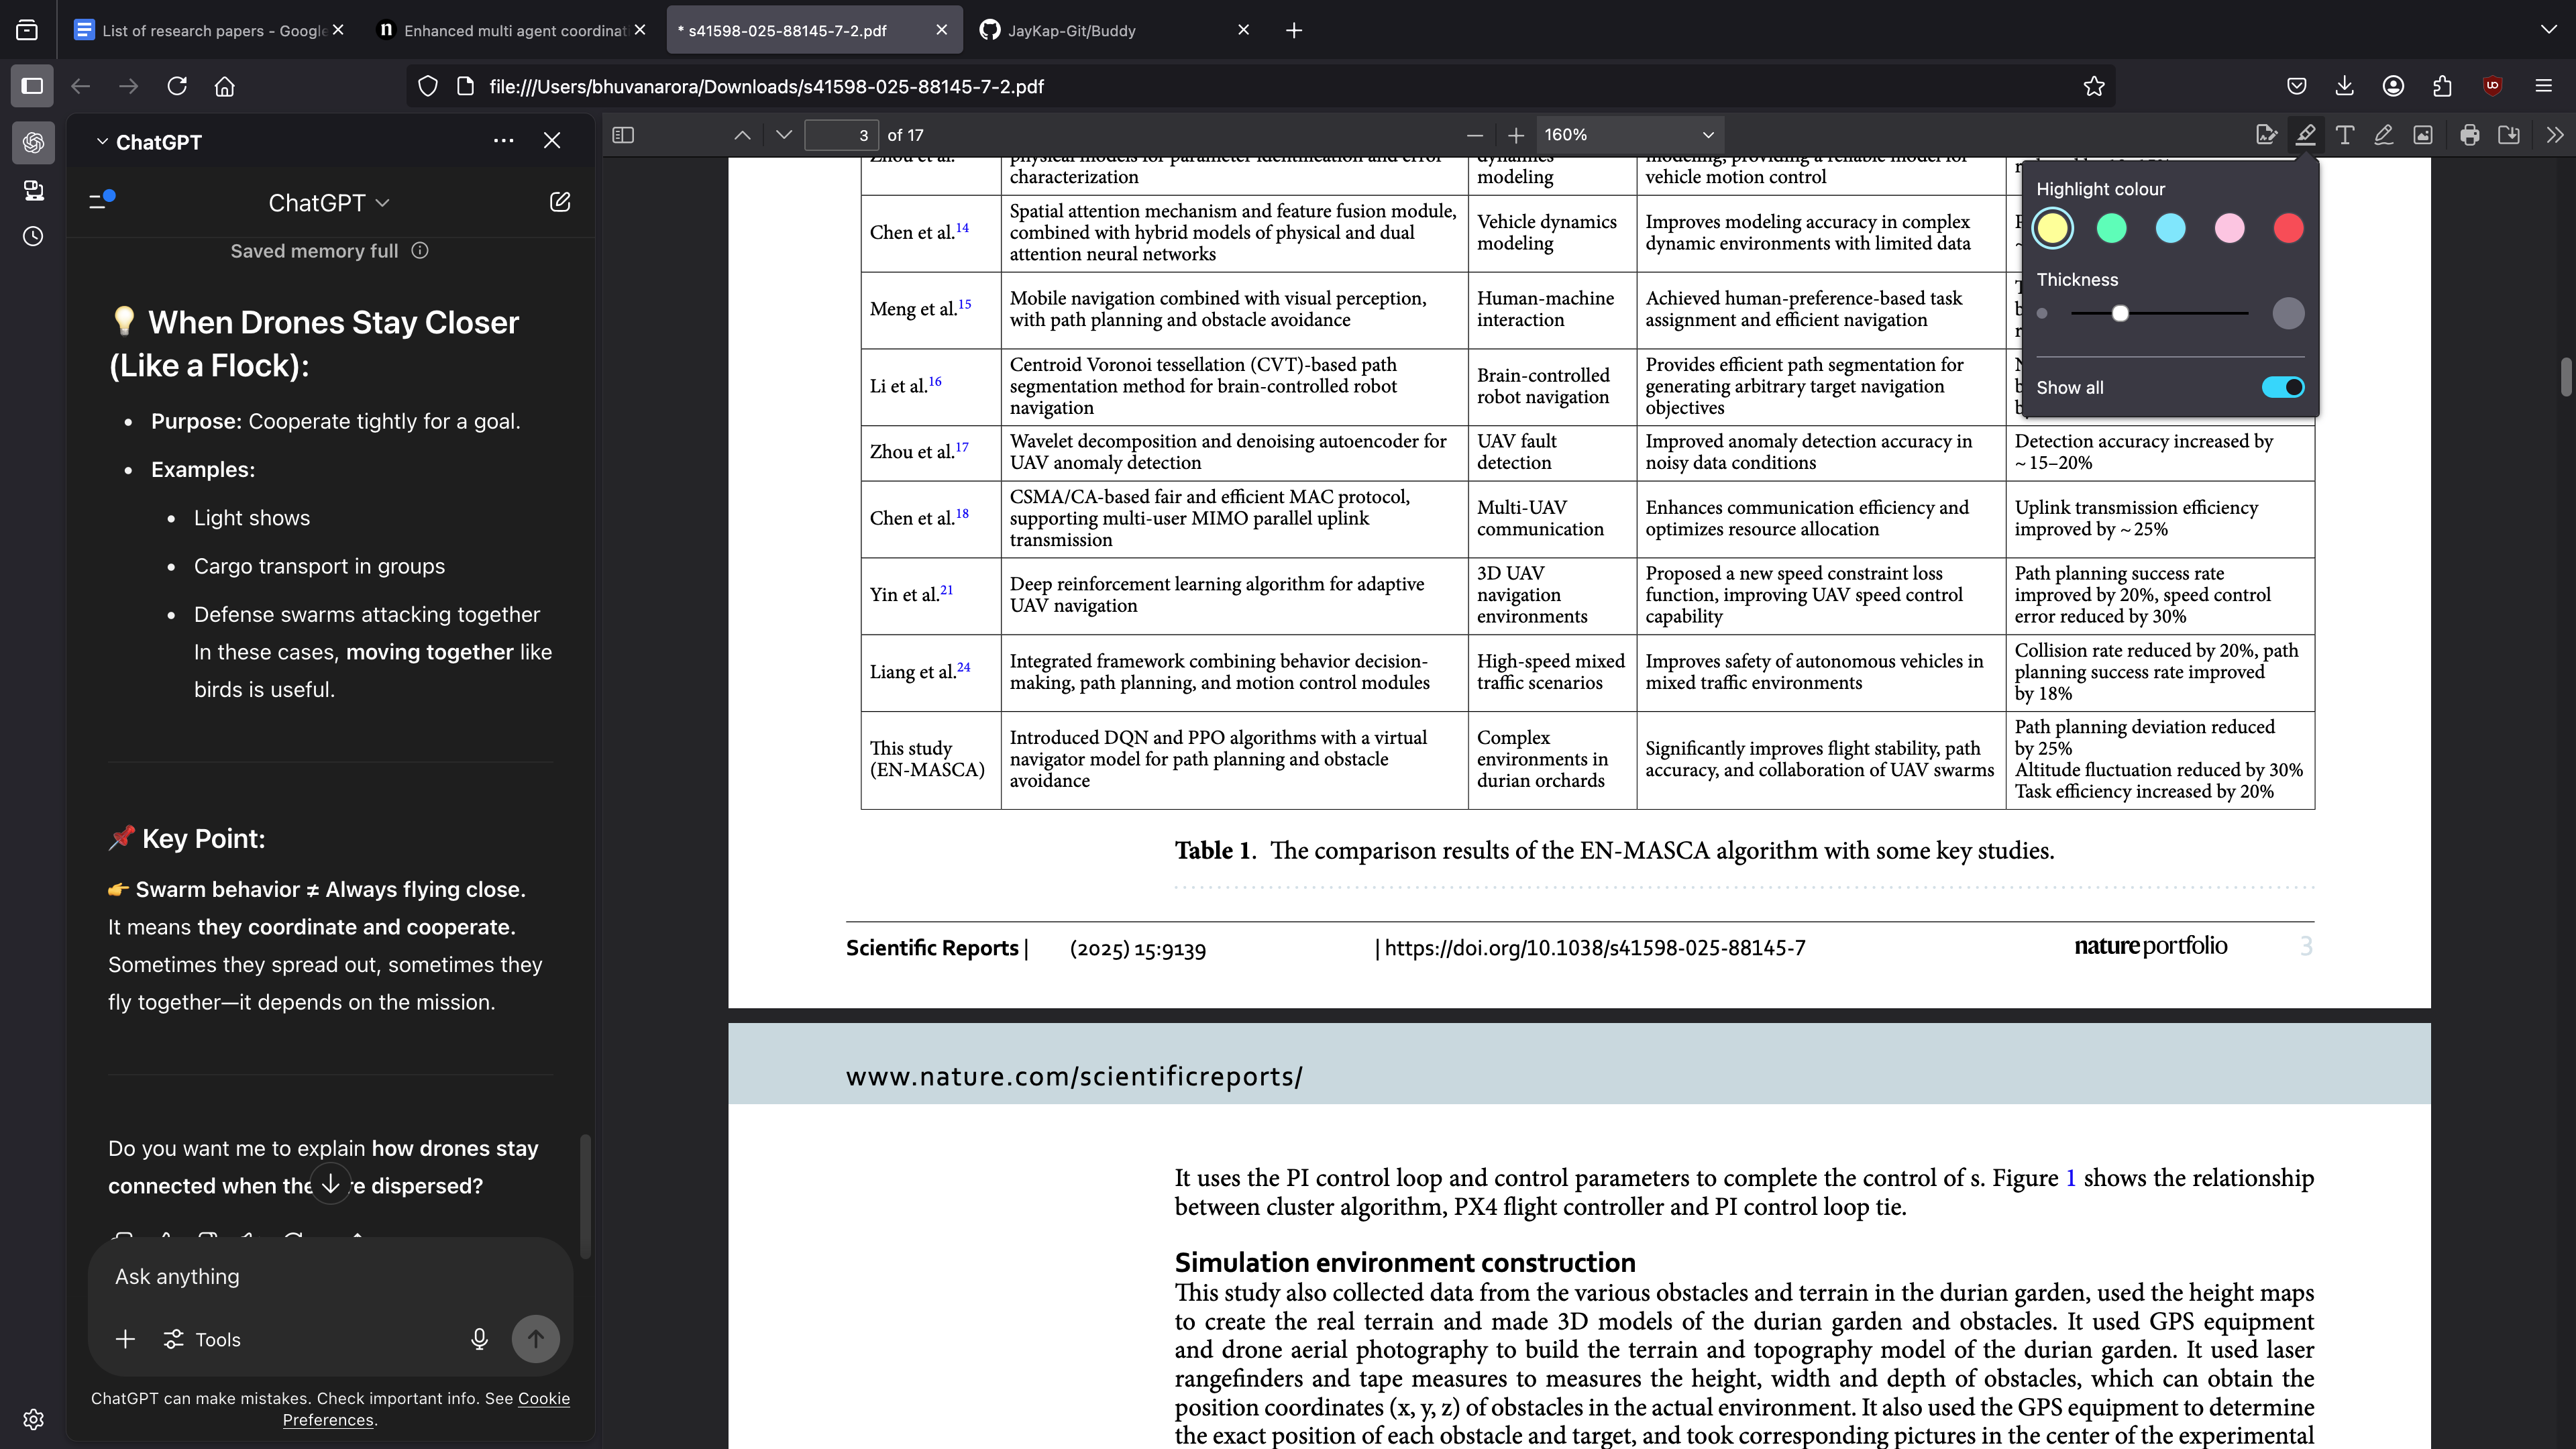 List of research papers - Google
Enhanced multi agent coordinat
* s41598-025-88145-7-2.pdf
JayKap-Git/Buddy
file:///Users/bhuvanarora/Downloads/s41598-025-88145-7-2.pdf
ChatGPT
ChatGPT
Saved memory full
💡 When Drones Stay Closer
(Like a Flock):
• Purpose: Cooperate tightly for a goal.
• Examples:
• Light shows
• Cargo transport in groups
• Defense swarms attacking together
In these cases, moving together like
birds is useful.
📌 Key Point:
👉 Swarm behavior ≠ Always flying close.
It means they coordinate and cooperate.
Sometimes they spread out, sometimes they
fly together—it depends on the mission.
Do you want me to explain how drones stay
connected when the re dispersed?
Ask anything
Tools
ChatGPT can make mistakes. Check important info. See Cookie
Preferences.
3 of 17
160%
Highlight colour
Thickness
Show all
Zhou et al.
physical models for parameter identification and error
characterization
dynamics
modeling
modeling, providing a reliable model for
vehicle motion control
Chen et al.14
Spatial attention mechanism and feature fusion module,
combined with hybrid models of physical and dual
attention neural networks
Vehicle dynamics
modeling
Improves modeling accuracy in complex
dynamic environments with limited data
Meng et al.15
Mobile navigation combined with visual perception,
with path planning and obstacle avoidance
Human-machine
interaction
Achieved human-preference-based task
assignment and efficient navigation
Li et al.16
Centroid Voronoi tessellation (CVT)-based path
segmentation method for brain-controlled robot
navigation
Brain-controlled
robot navigation
Provides efficient path segmentation for
generating arbitrary target navigation
objectives
Zhou et al.17
Wavelet decomposition and denoising autoencoder for
UAV anomaly detection
UAV fault
detection
Improved anomaly detection accuracy in
noisy data conditions
Detection accuracy increased by
~ 15–20%
Chen et al.18
CSMA/CA-based fair and efficient MAC protocol,
supporting multi-user MIMO parallel uplink
transmission
Multi-UAV
communication
Enhances communication efficiency and
optimizes resource allocation
Uplink transmission efficiency
improved by ~ 25%
Yin et al.21
Deep reinforcement learning algorithm for adaptive
UAV navigation
3D UAV
navigation
environments
Proposed a new speed constraint loss
function, improving UAV speed control
capability
Path planning success rate
improved by 20%, speed control
error reduced by 30%
Liang et al.24
Integrated framework combining behavior decision-
making, path planning, and motion control modules
High-speed mixed
traffic scenarios
Improves safety of autonomous vehicles in
mixed traffic environments
Collision rate reduced by 20%, path
planning success rate improved
by 18%
This study
(EN-MASCA)
Introduced DQN and PPO algorithms with a virtual
navigator model for path planning and obstacle
avoidance
Complex
environments in
durian orchards
Significantly improves flight stability, path
accuracy, and collaboration of UAV swarms
Path planning deviation reduced
by 25%
Altitude fluctuation reduced by 30%
Task efficiency increased by 20%
Table 1. The comparison results of the EN-MASCA algorithm with some key studies.
Scientific Reports | (2025) 15:9139 | https://doi.org/10.1038/s41598-025-88145-7 nature portfolio 3
www.nature.com/scientificreports/
It uses the PI control loop and control parameters to complete the control of s. Figure 1 shows the relationship
between cluster algorithm, PX4 flight controller and PI control loop tie.
Simulation environment construction
This study also collected data from the various obstacles and terrain in the durian garden, used the height maps
to create the real terrain and made 3D models of the durian garden and obstacles. It used GPS equipment
and drone aerial photography to build the terrain and topography model of the durian garden. It used laser
rangefinders and tape measures to measures the height, width and depth of obstacles, which can obtain the
position coordinates (x, y, z) of obstacles in the actual environment. It also used the GPS equipment to determine
the exact position of each obstacle and target, and took corresponding pictures in the center of the experimental